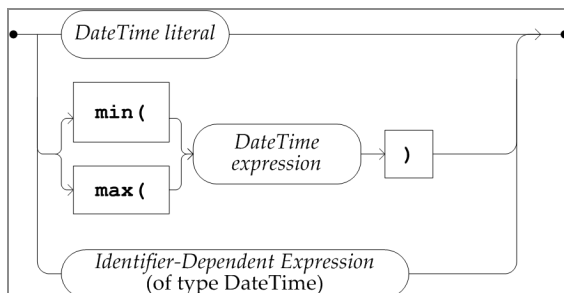 DateTime literal
min(
max(
DateTime
expression
)
Identifier-Dependent Expression
(of type DateTime)